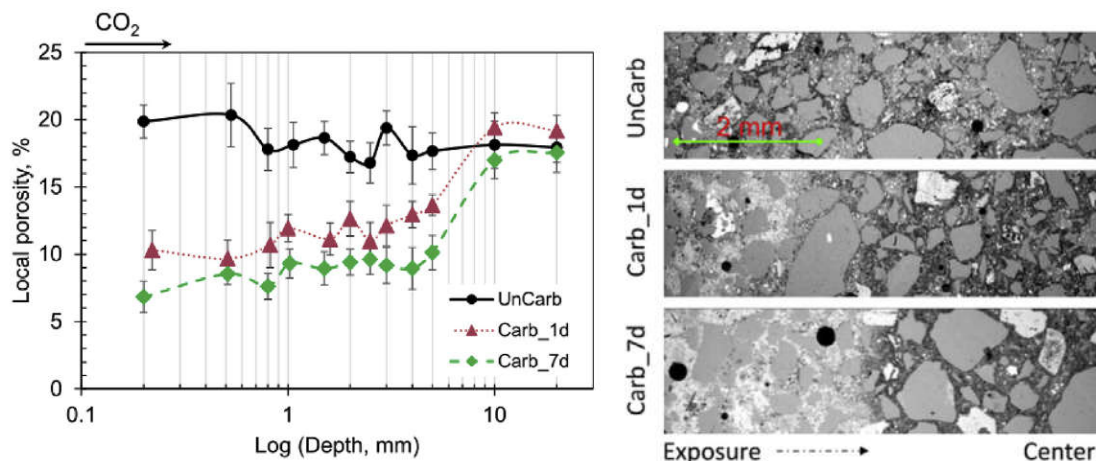 CO₂
25
20
15
10
5
0
Local porosity, %
UnCarb
Carb_1d
Carb_7d
0.1
1
10
Log (Depth, mm)
UnCarb
2 mm
Carb_1d
Carb_7d
Exposure
Center